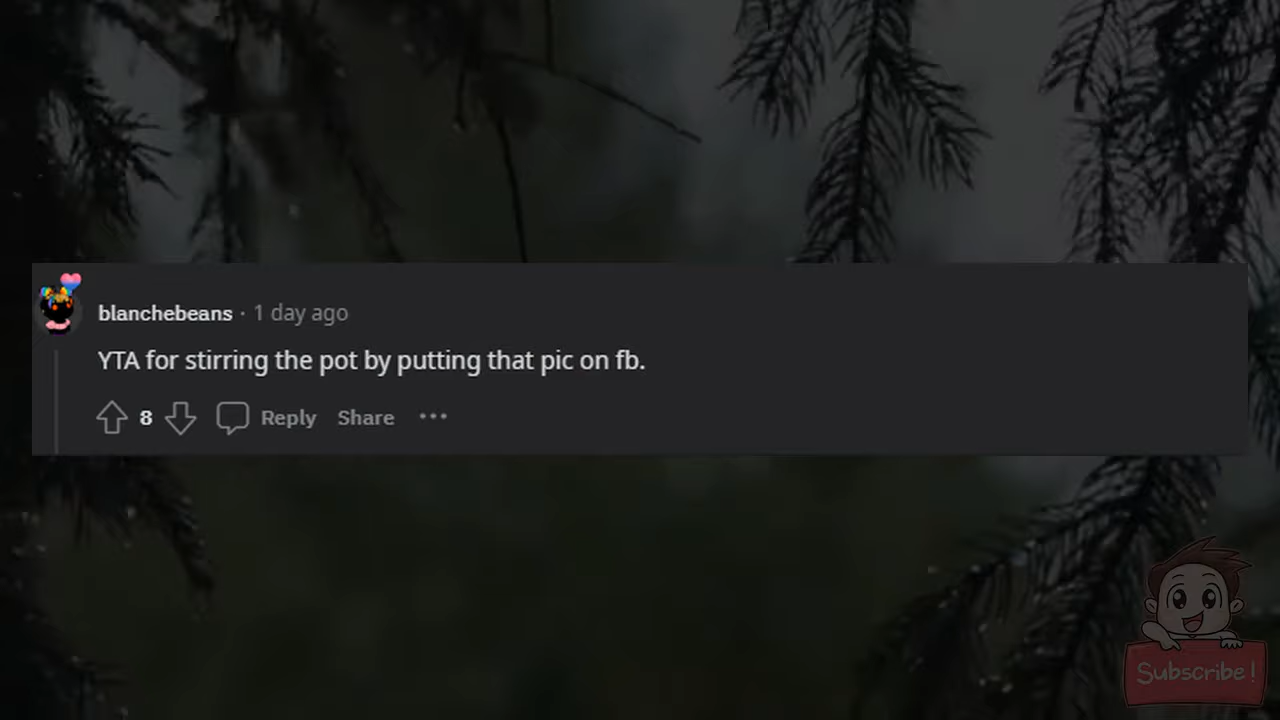 blanchebeans · 1 day ago
YTA for stirring the pot by putting that pic on fb.
8 Reply Share ···
Subscribe!